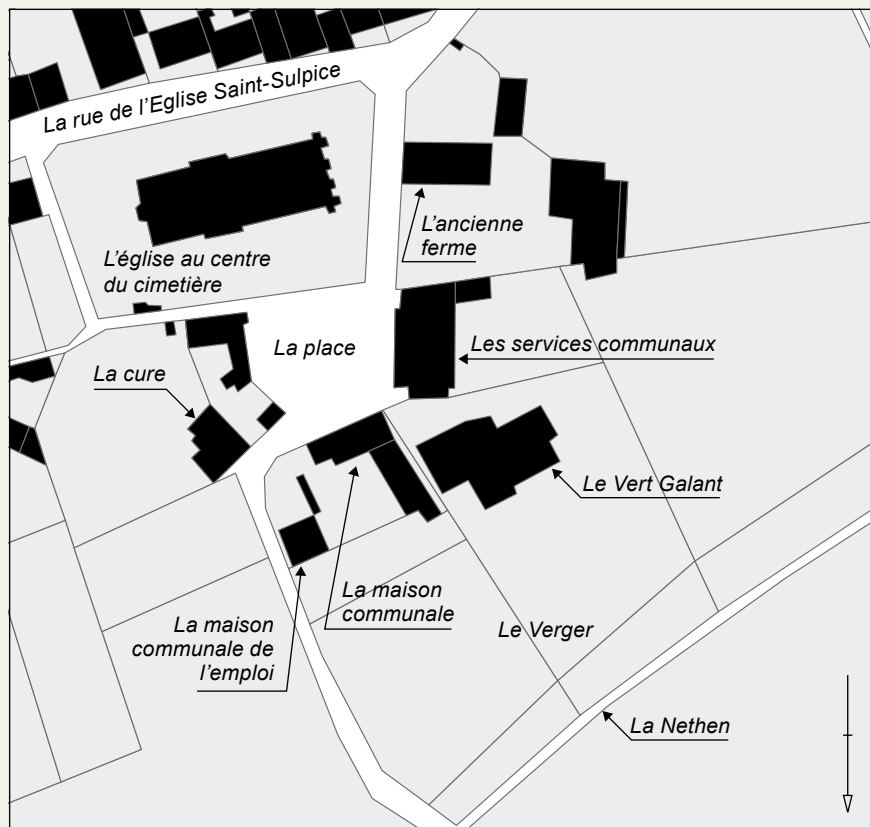 La rue de l'Eglise Saint-Sulpice
L'ancienne
ferme
L'église au centre
du cimetière
La place
Les services communaux
La cure
Le Vert Galant
La maison
communale
La maison
communale de
l'emploi
Le Verger
La Nethen